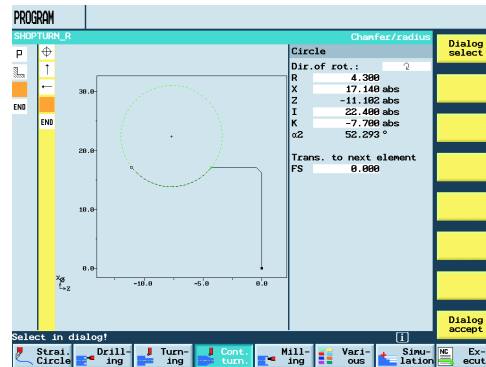 PROGRAM
SHOPTURN_R
Chamfer/radius
Dialog
select
P
END
END
Circle
Dir.of rot.:
R 4.300
X 17.140 abs
Z -11.102 abs
I 22.400 abs
K -7.700 abs
α2 52.293 °
Trans. to next element
FS 0.000
30.0
20.0
10.0
0.0
-10.0 -5.0 0.0
XØ
Z
Dialog
accept
Select in dialog!
i
Strai.
Circle
Drill-
ing
Turn-
ing
Cont.
turn.
Mill-
ing
Vari-
ous
Simu-
lation
NC
Ex-
ecut